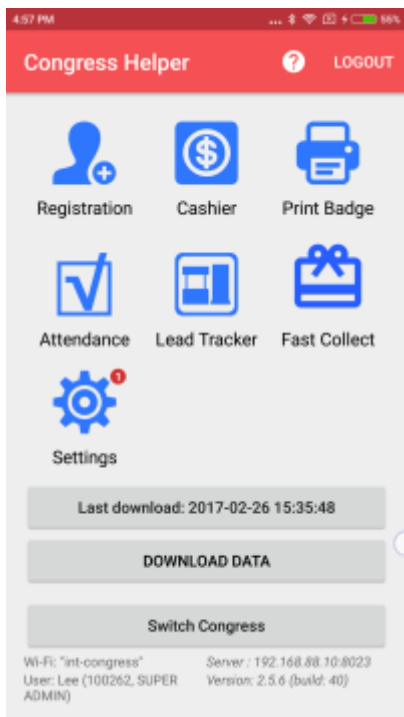 4:57 PM ... 56%
Congress Helper ? LOGOUT
Registration Cashier Print Badge
Attendance Lead Tracker Fast Collect
1
Settings
Last download: 2017-02-26 15:35:48
DOWNLOAD DATA
Switch Congress
Wi-Fi: "int-congress" Server : 192.168.88.10:8023
User: Lee (100262, SUPER Version: 2.5.6 (build: 40)
ADMIN)